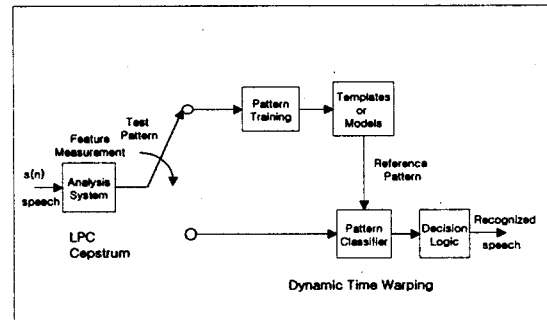 Test
Pattern
Feature
Measurement
s(n)
speech
Analysis
System
LPC
Cepstrum
Pattern
Training
Templates
or
Models
Reference
Pattern
Pattern
Classifier
Decision
Logic
Recognized
speech
Dynamic Time Warping